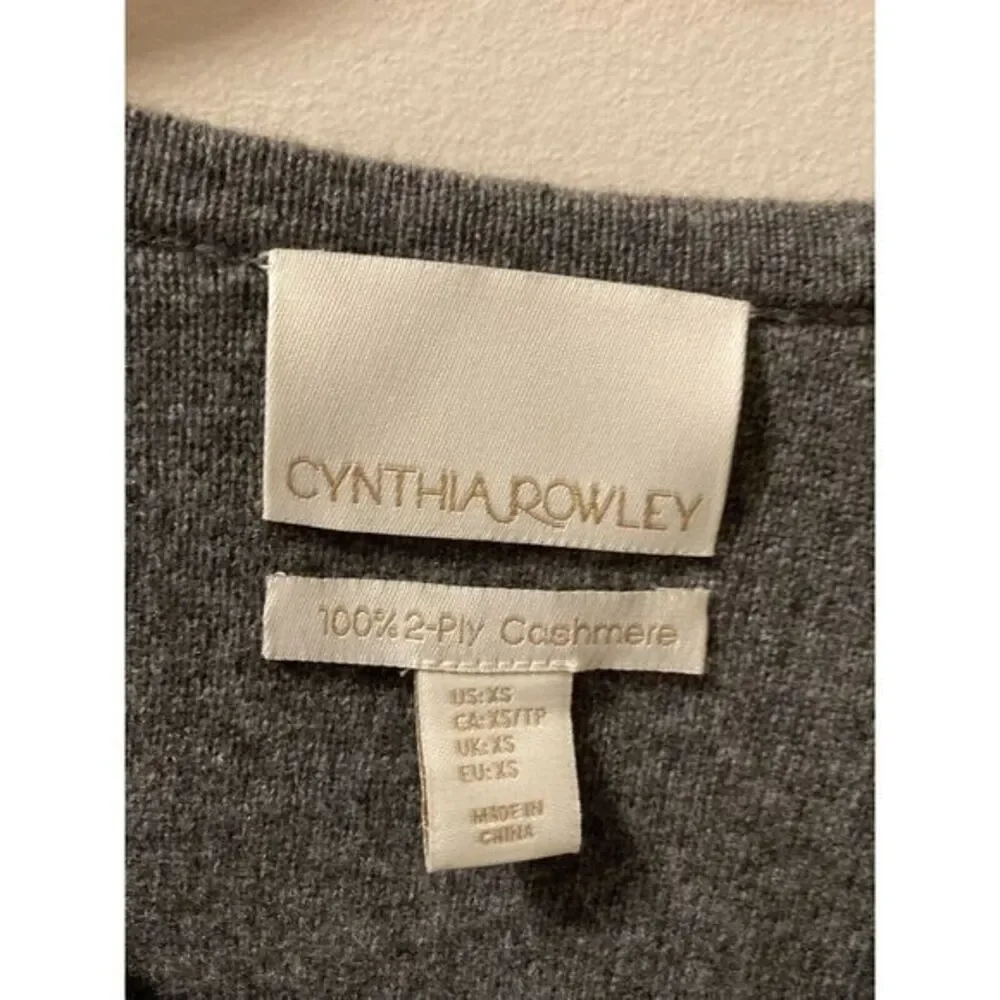 CYNTHIA ROWLEY
100% 2-Ply Cashmere
US: XS
CA: XS/TP
UK: XS
EU: XS
MADE IN
CHINA